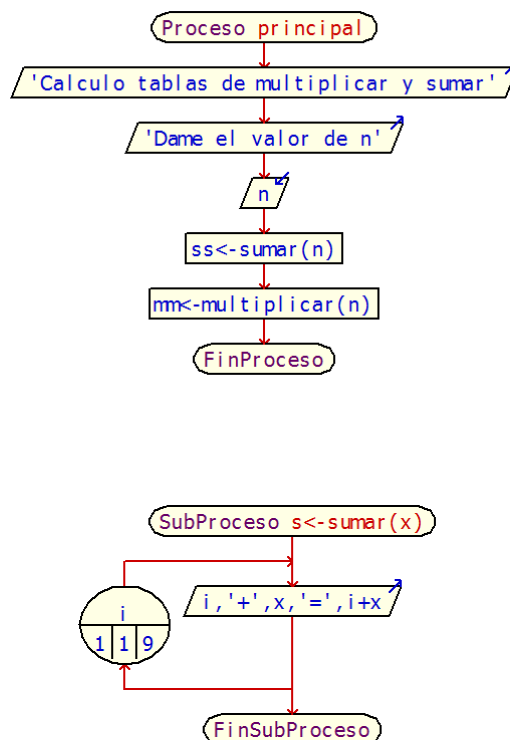 Proceso principal
'Calculo tablas de multiplicar y sumar'
'Dame el valor de n'
n
ss<-sumar(n)
mm<-multiplicar(n)
FinProceso
SubProceso s<-sumar(x)
i,'+',x,'=',i+x
i
1 1 9
FinSubProceso